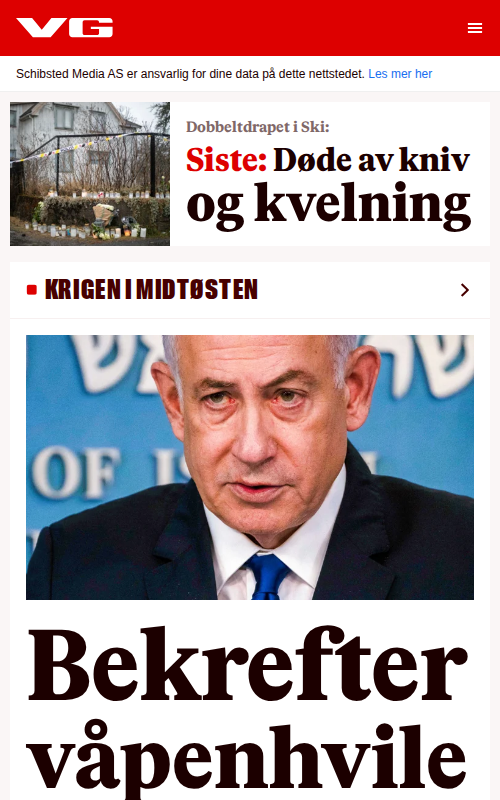 VG
Schibsted Media AS er ansvarlig for dine data på dette nettstedet. Les mer her
Dobbeltdrapet i Ski:
Siste: Døde av kniv
og kvelning
KRIGEN I MIDTØSTEN
OF
Bekrefter
våpenhvile